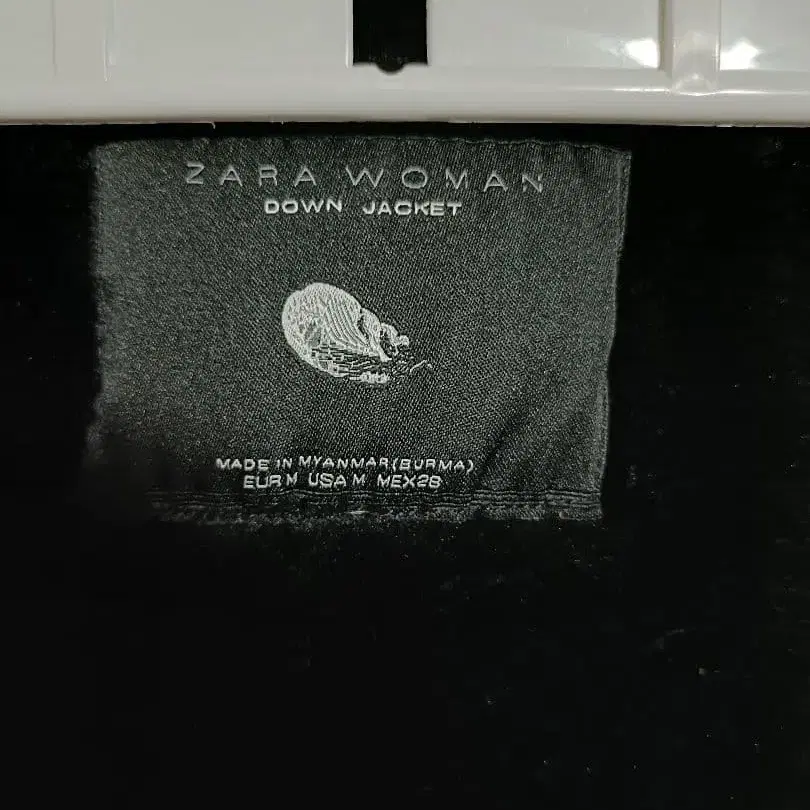 ZARA WOMAN
DOWN JACKET
MADE IN MYANMAR(BURMA)
EUR M USA M MEX28